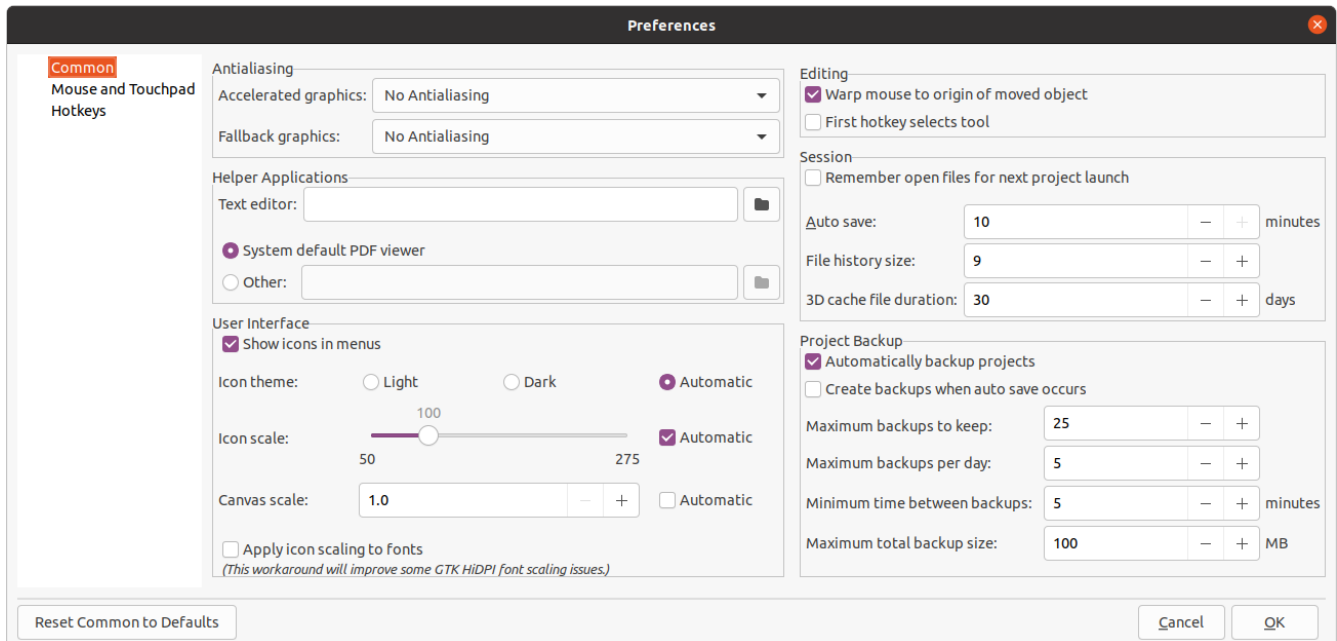 Preferences
Common
Mouse and Touchpad
Hotkeys
Antialiasing
Accelerated graphics: No Antialiasing
Fallback graphics: No Antialiasing
Helper Applications
Text editor:
System default PDF viewer
Other:
User Interface
Show icons in menus
Icon theme: Light Dark Automatic
100
Icon scale: Automatic
50 275
Canvas scale: 1.0 Automatic
Apply icon scaling to fonts
(This workaround will improve some GTK HiDPI font scaling issues.)
Editing
Warp mouse to origin of moved object
First hotkey selects tool
Session
Remember open files for next project launch
Auto save: 10 minutes
File history size: 9
3D cache file duration: 30 days
Project Backup
Automatically backup projects
Create backups when auto save occurs
Maximum backups to keep: 25
Maximum backups per day: 5
Minimum time between backups: 5 minutes
Maximum total backup size: 100 MB
Reset Common to Defaults
Cancel OK